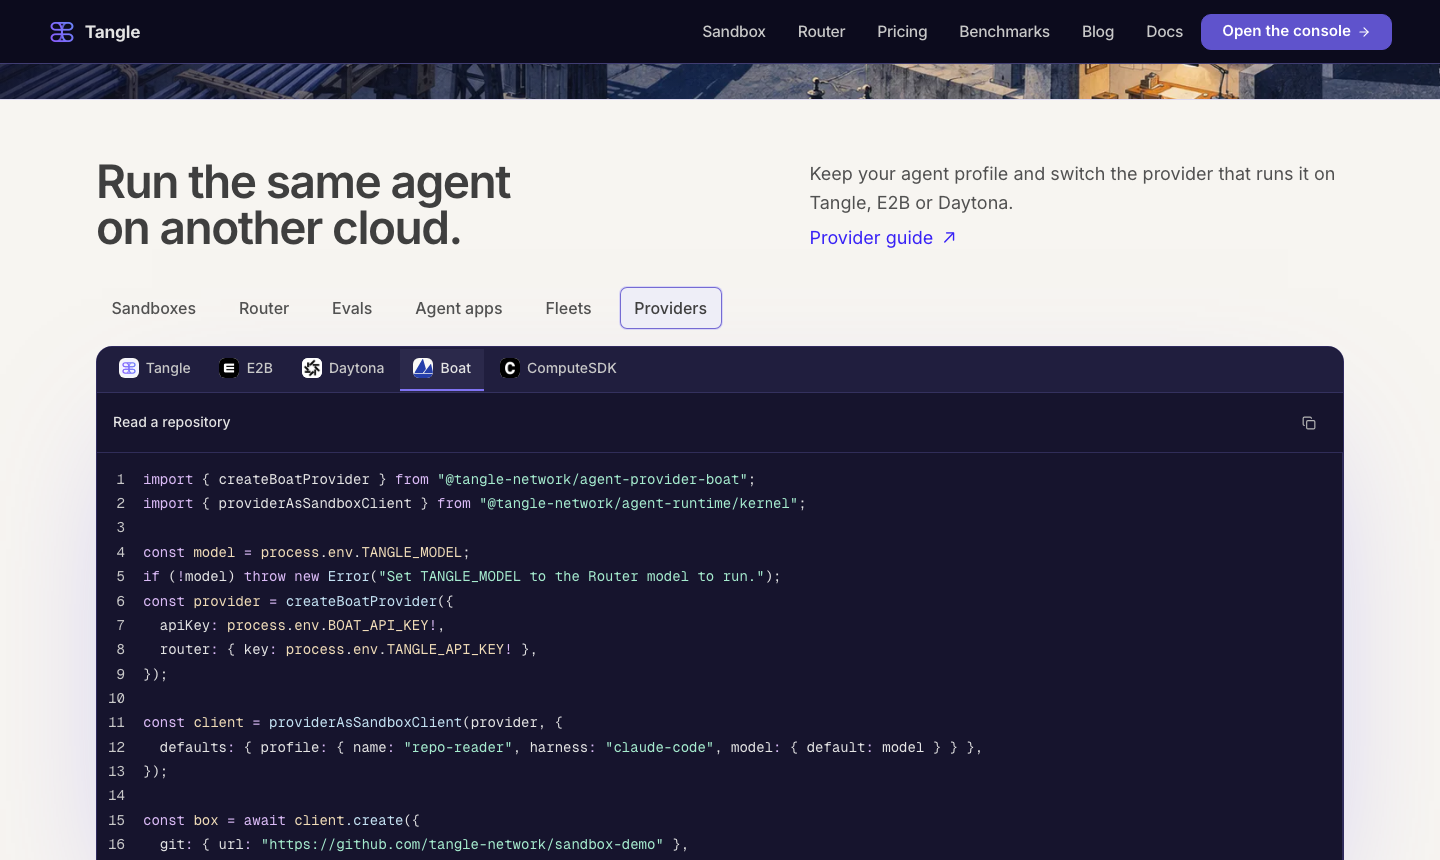 Tangle
Sandbox
Router
Pricing
Benchmarks
Blog
Docs
Open the console
Run the same agent
on another cloud.
Keep your agent profile and switch the provider that runs it on
Tangle, E2B or Daytona.
Provider guide
Sandboxes
Router
Evals
Agent apps
Fleets
Providers
Tangle
E2B
Daytona
Boat
ComputeSDK
Read a repository
1 import { createBoatProvider } from "@tangle-network/agent-provider-boat";
2 import { providerAsSandboxClient } from "@tangle-network/agent-runtime/kernel";
3
4 const model = process.env.TANGLE_MODEL;
5 if (!model) throw new Error("Set TANGLE_MODEL to the Router model to run.");
6 const provider = createBoatProvider({
7   apiKey: process.env.BOAT_API_KEY!,
8   router: { key: process.env.TANGLE_API_KEY! },
9 });
10
11 const client = providerAsSandboxClient(provider, {
12   defaults: { profile: { name: "repo-reader", harness: "claude-code", model: { default: model } } },
13 });
14
15 const box = await client.create({
16   git: { url: "https://github.com/tangle-network/sandbox-demo" },